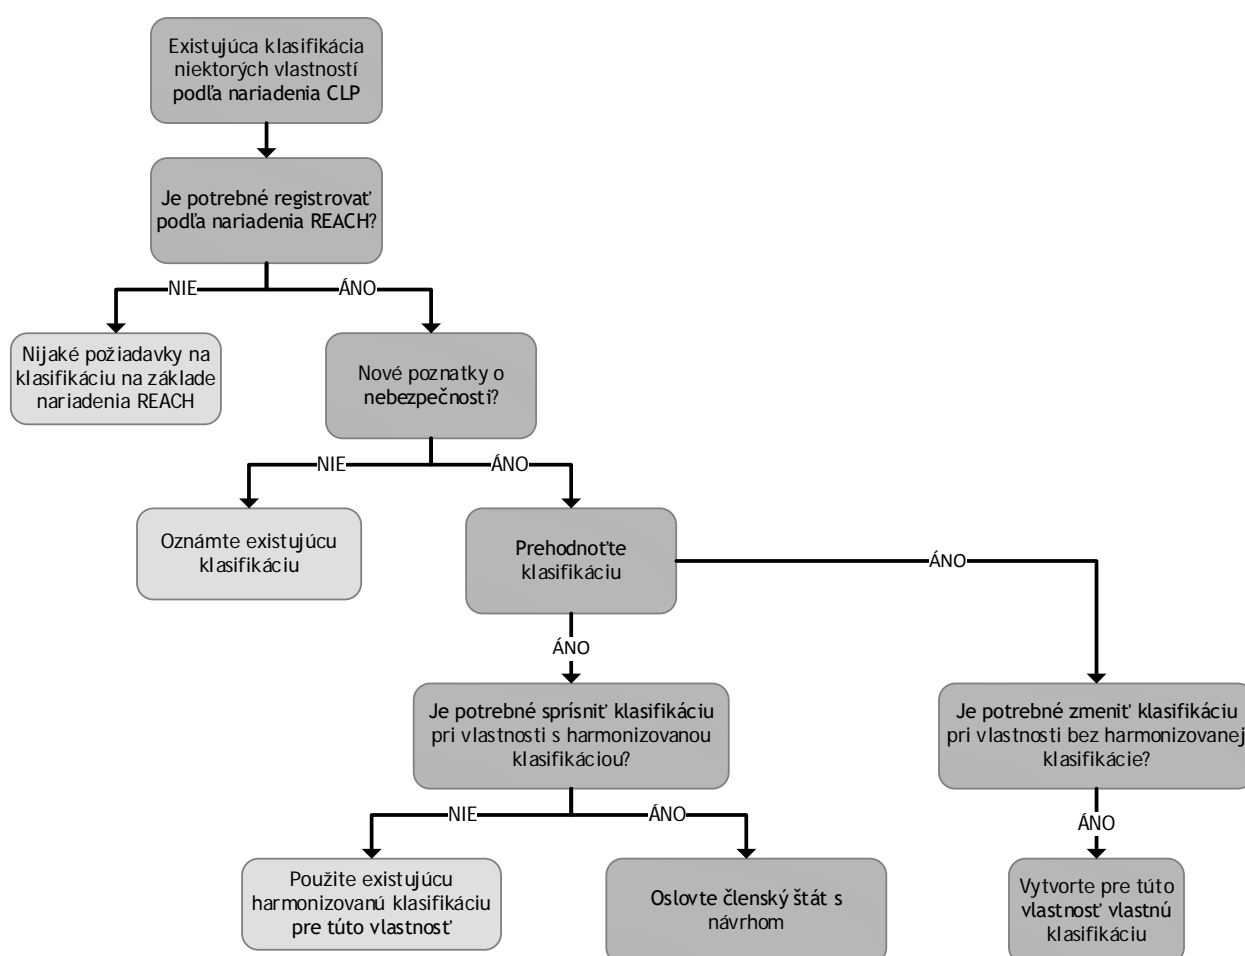 Existujúca klasifikácia
niektorých vlastností
podľa nariadenia CLP
Je potrebné registrovať
podľa nariadenia REACH?
NIE
ÁNO
Nijaké požiadavky na
klasifikáciu na základe
nariadenia REACH
Nové poznatky o
nebezpečnosti?
NIE
ÁNO
Oznámte existujúcu
klasifikáciu
Prehodnoťte
klasifikáciu
ÁNO
ÁNO
Je potrebné sprísniť klasifikáciu
pri vlastnosti s harmonizovanou
klasifikáciou?
Je potrebné zmeniť klasifikáciu
pri vlastnosti bez harmonizovanej
klasifikácie?
NIE
ÁNO
ÁNO
Použite existujúcu
harmonizovanú klasifikáciu
pre túto vlastnosť
Oslovte členský štát s
návrhom
Vytvorte pre túto
vlastnosť vlastnú
klasifikáciu